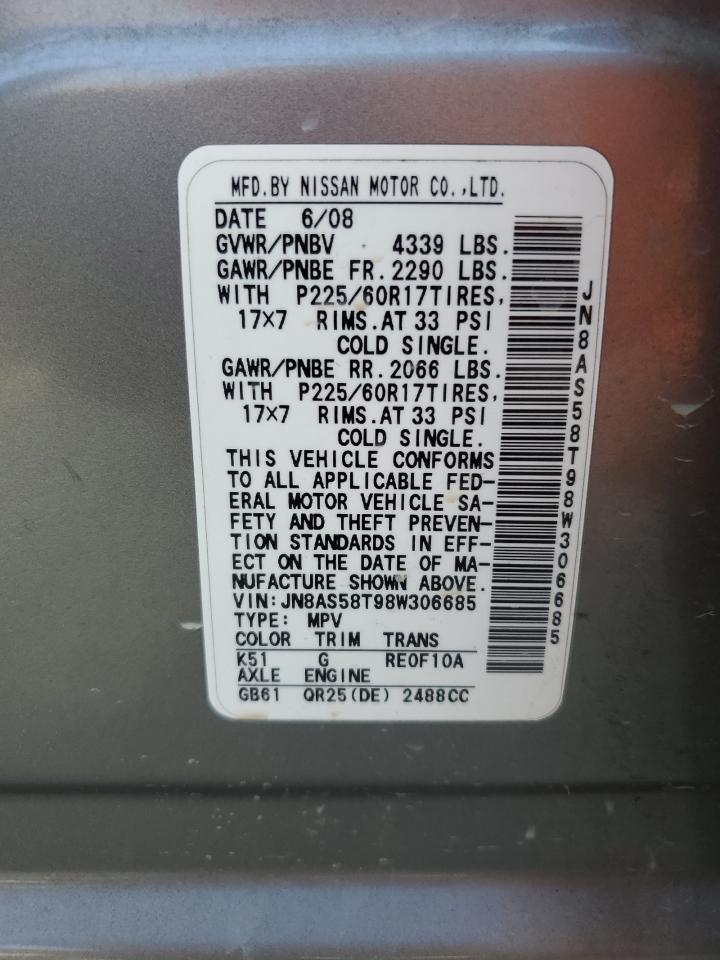 MFD.BY NISSAN MOTOR CO.,LTD.
DATE 6/08
GVWR/PNBV 4339 LBS.
GAWR/PNBE FR.2290 LBS.
WITH P225/60R17TIRES,
17×7 RIMS.AT 33 PSI
COLD SINGLE.
GAWR/PNBE RR.2066 LBS.
WITH P225/60R17TIRES,
17×7 RIMS.AT 33 PSI
COLD SINGLE.
THIS VEHICLE CONFORMS
TO ALL APPLICABLE FED-
ERAL MOTOR VEHICLE SA-
FETY AND THEFT PREVEN-
TION STANDARDS IN EFF-
ECT ON THE DATE OF MA-
NUFACTURE SHOWN ABOVE.
VIN:JN8AS58T98W306685
TYPE: MPV
COLOR TRIM TRANS
K51 G RE0F10A
AXLE ENGINE
GB61 QR25(DE) 2488CC
JN8AS58T98W306685